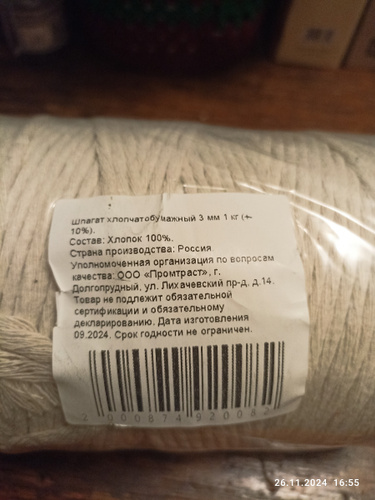 Шпагат хлопчатобумажный 3 мм 1 кг (+-
10%).
Состав: Хлопок 100%.
Страна производства: Россия
Уполномоченная организация по вопросам
качества: ООО «Промтраст», г.
Долгопрудный, ул. Лихачевский пр-д, д.14.
Товар не подлежит обязательной
сертификации и обязательному
декларированию. Дата изготовления
09.2024. Срок годности не ограничен.
26.11.2024 16:55